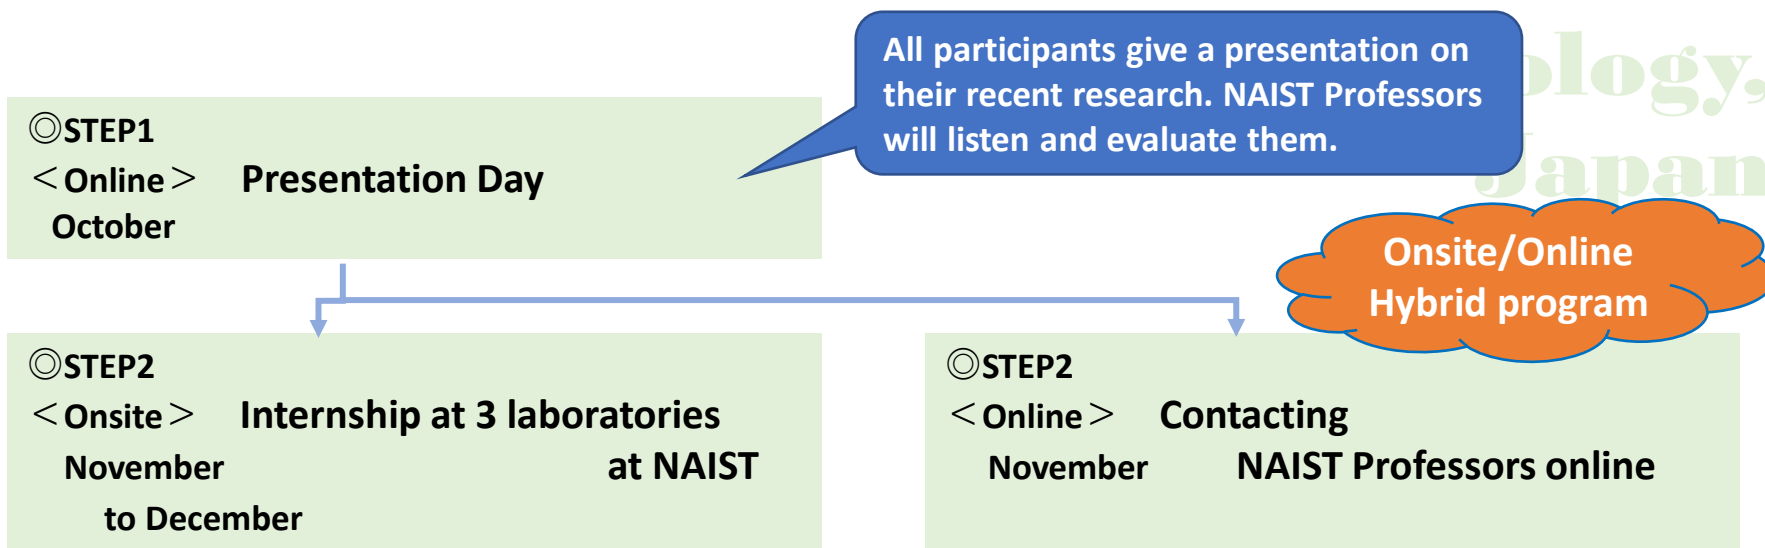 All participants give a presentation on
their recent research. NAIST Professors
will listen and evaluate them.
ology,
Japan
◎STEP1
＜Online＞ Presentation Day
October
Onsite/Online
Hybrid program
◎STEP2
＜Onsite＞ Internship at 3 laboratories
November at NAIST
to December
◎STEP2
＜Online＞ Contacting
November NAIST Professors online